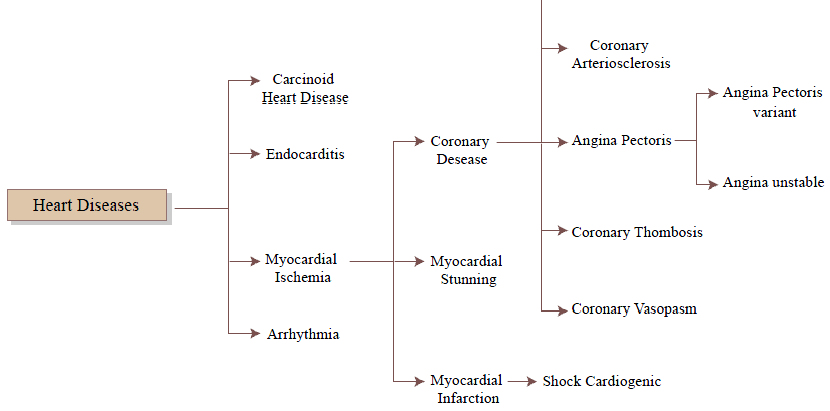 Coronary
Arteriosclerosis
Carcinoid
Heart Disease
Angina Pectoris
variant
Endocarditis
Coronary
Desease
Angina Pectoris
Angina unstable
Heart Diseases
Coronary Thombosis
Myocardial
Ischemia
Myocardial
Stunning
Coronary Vasopasm
Arrhythmia
Myocardial
Infarction
Shock Cardiogenic